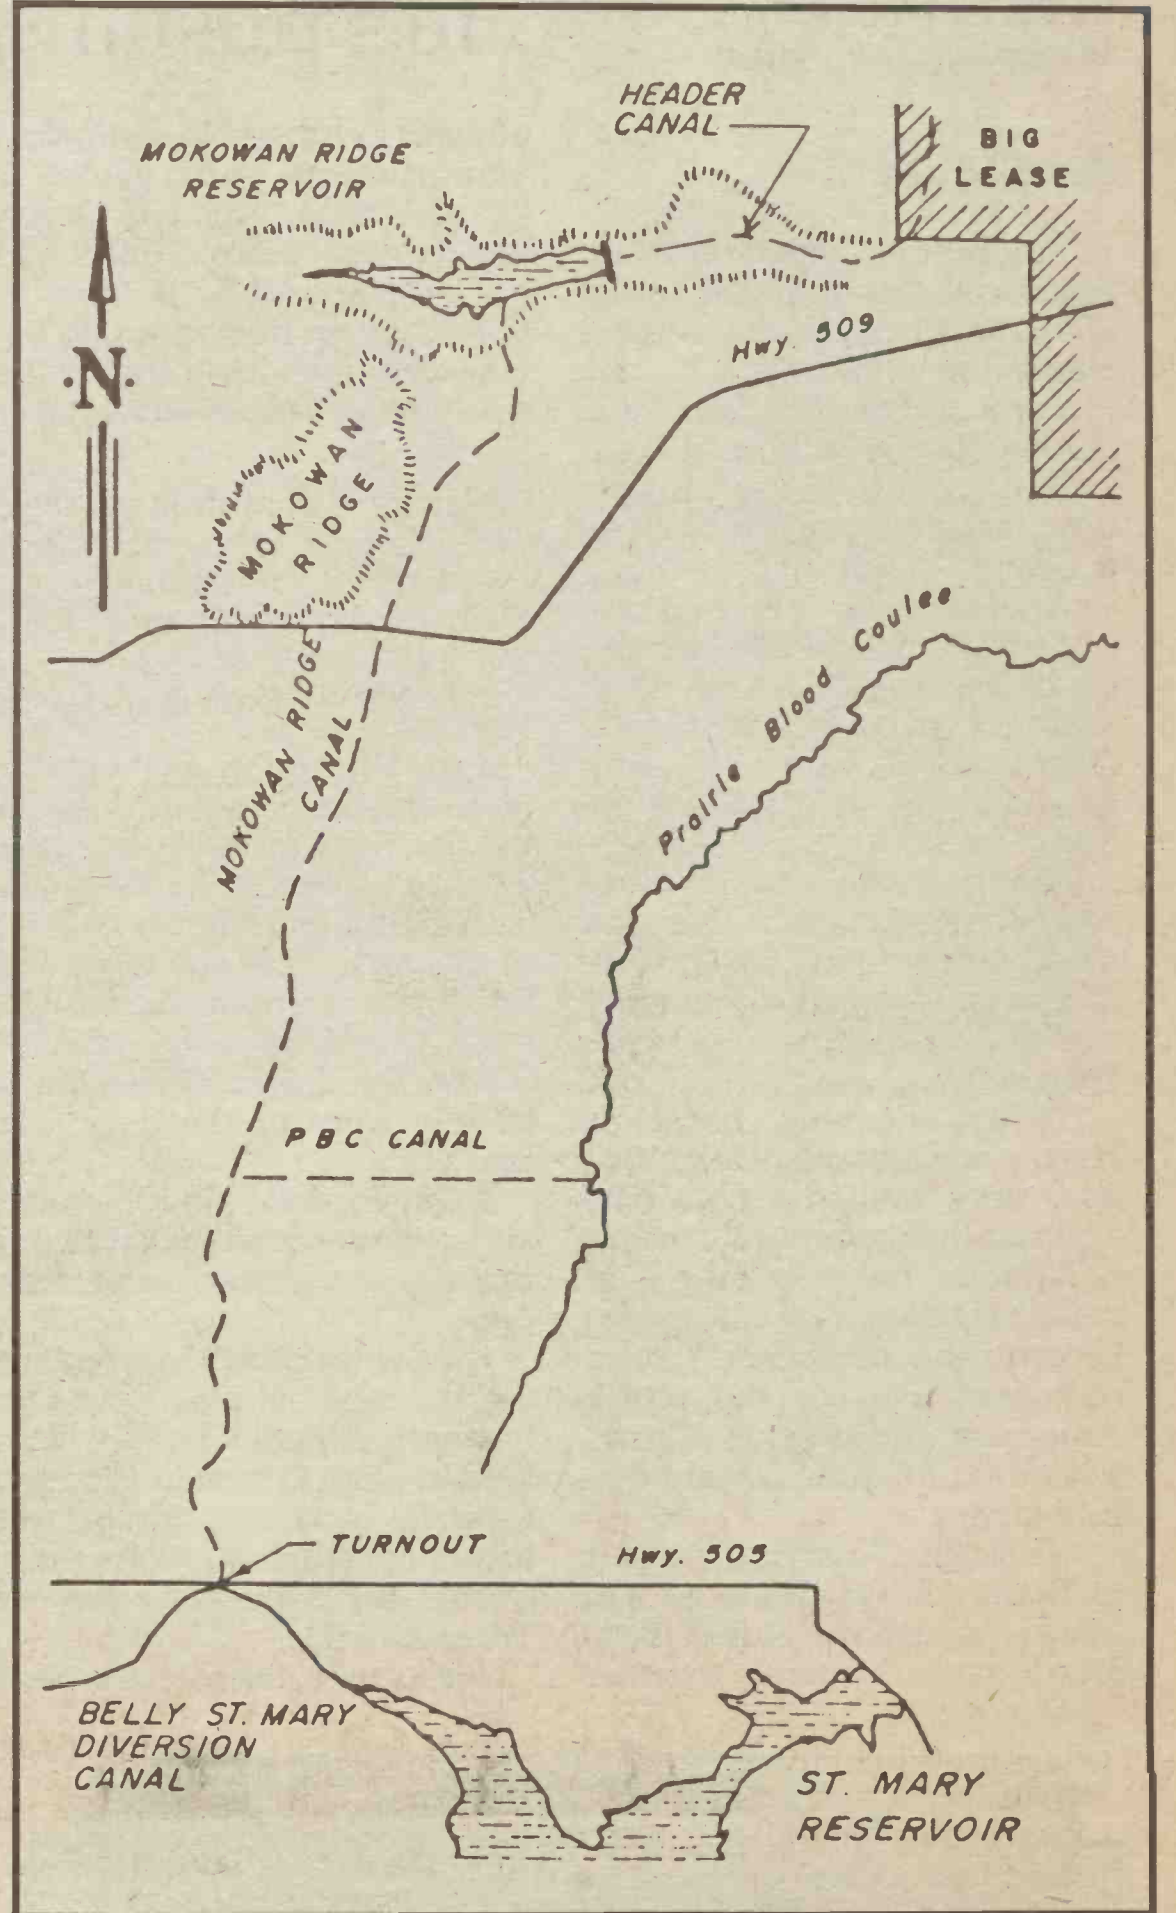 HEADER
CANAL
BIG
LEASE
MOKOWAN RIDGE
RESERVOIR
Hwy. 509
N
MOKOWAN
RIDGE
Prairie Blood Coulee
MOKOWAN RIDGE
CANAL
PBC CANAL
TURNOUT
Hwy. 505
BELLY ST. MARY
DIVERSION
CANAL
ST. MARY
RESERVOIR